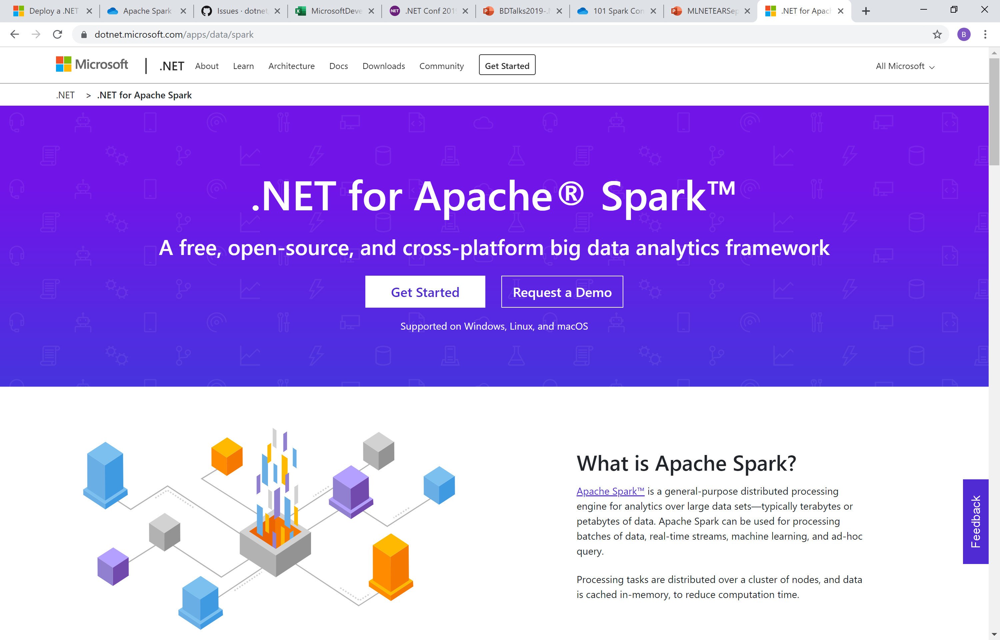 Deploy a .NET
Apache Spark
Issues · dotnet
MicrosoftDeve
.NET Conf 201
BDTalks2019-.N
101 Spark Con
MLNETEARSep
.NET for Apach
dotnet.microsoft.com/apps/data/spark
B
Microsoft
.NET
About
Learn
Architecture
Docs
Downloads
Community
Get Started
All Microsoft
.NET > .NET for Apache Spark
.NET for Apache® Spark™
A free, open-source, and cross-platform big data analytics framework
Get Started
Request a Demo
Supported on Windows, Linux, and macOS
What is Apache Spark?
Apache Spark™ is a general-purpose distributed processing
engine for analytics over large data sets—typically terabytes or
petabytes of data. Apache Spark can be used for processing
batches of data, real-time streams, machine learning, and ad-hoc
query.
Processing tasks are distributed over a cluster of nodes, and data
is cached in-memory, to reduce computation time.
Feedback